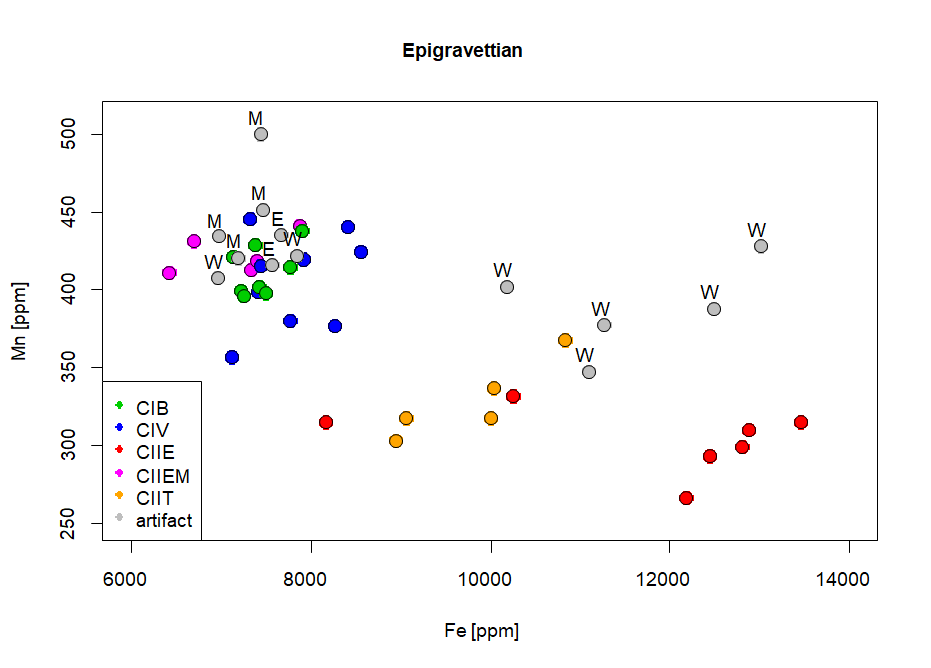 Epigravettian
M
M
M
E
M
W
E
W
W
W
W
W
W
Mn [ppm]
500
450
400
350
300
250
CIB
CIV
CIIE
CIIEM
CIIT
artifact
6000 8000 10000 12000 14000
Fe [ppm]